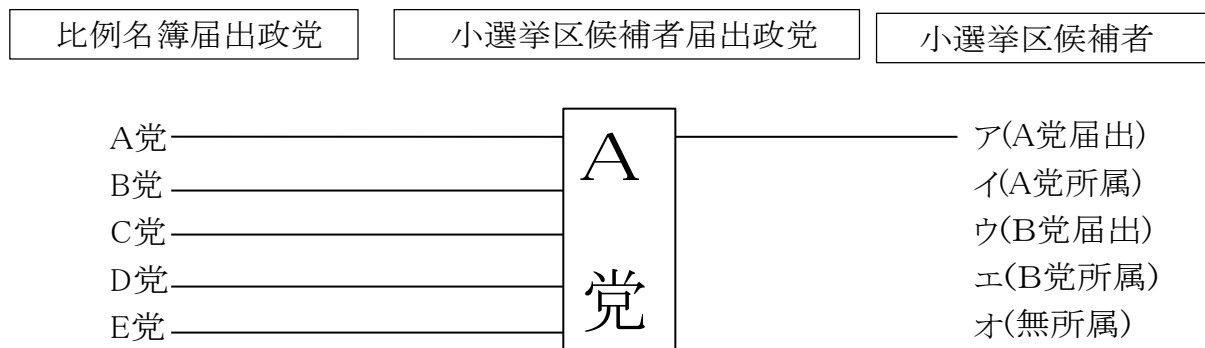 比例名簿届出政党 小選挙区候補者届出政党 小選挙区候補者
A党 A党 ア(A党届出)
B党 イ(A党所属)
C党 ウ(B党届出)
D党 エ(B党所属)
E党 オ(無所属)